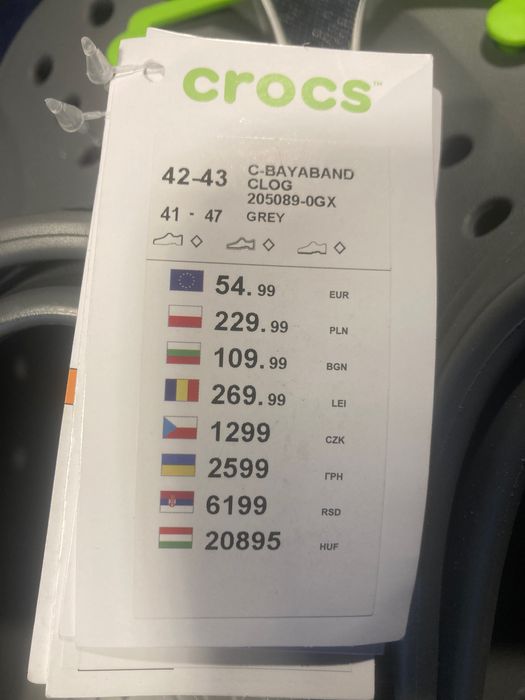 crocs™
42-43 C-BAYABAND
CLOG
205089-0GX
41 - 47 GREY
54.99 EUR
229.99 PLN
109.99 BGN
269.99 LEI
1299 CZK
2599 ГРН
6199 RSD
20895 HUF